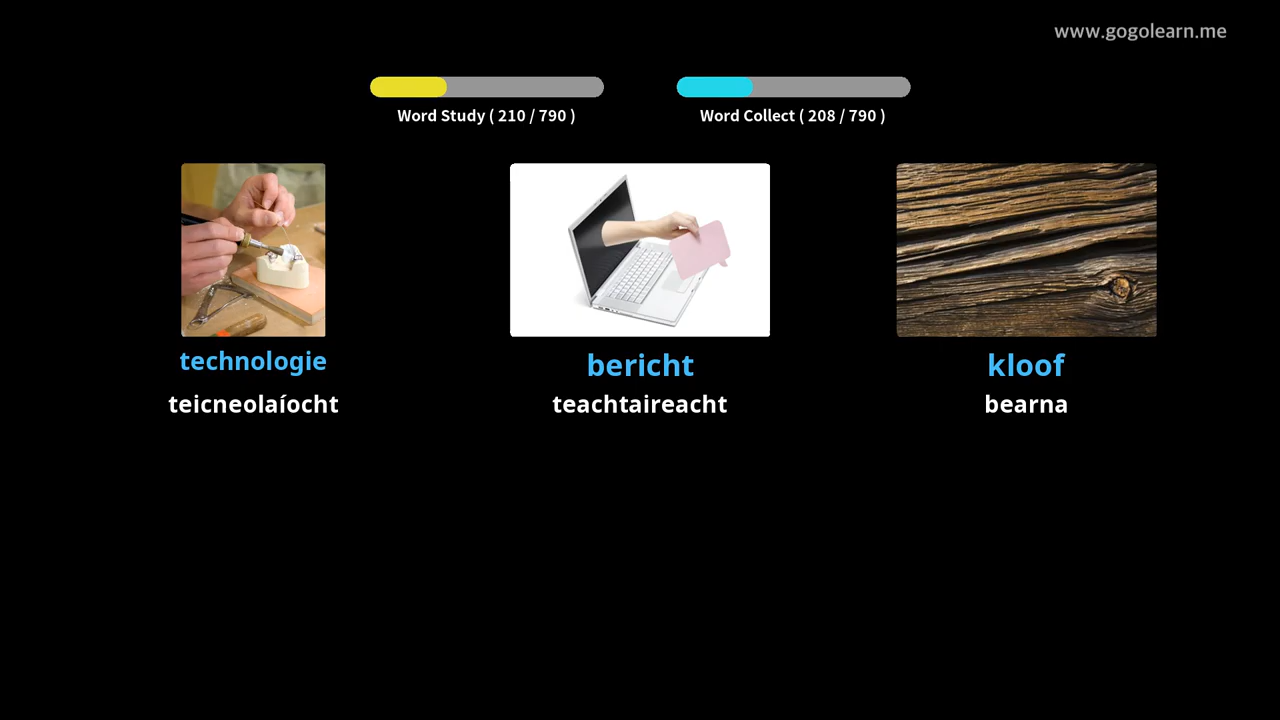 www.gogolearn.me
Word Study ( 210 / 790 )
Word Collect ( 208 / 790 )
technologie
teicneolaíocht
bericht
teachtaireacht
kloof
bearna